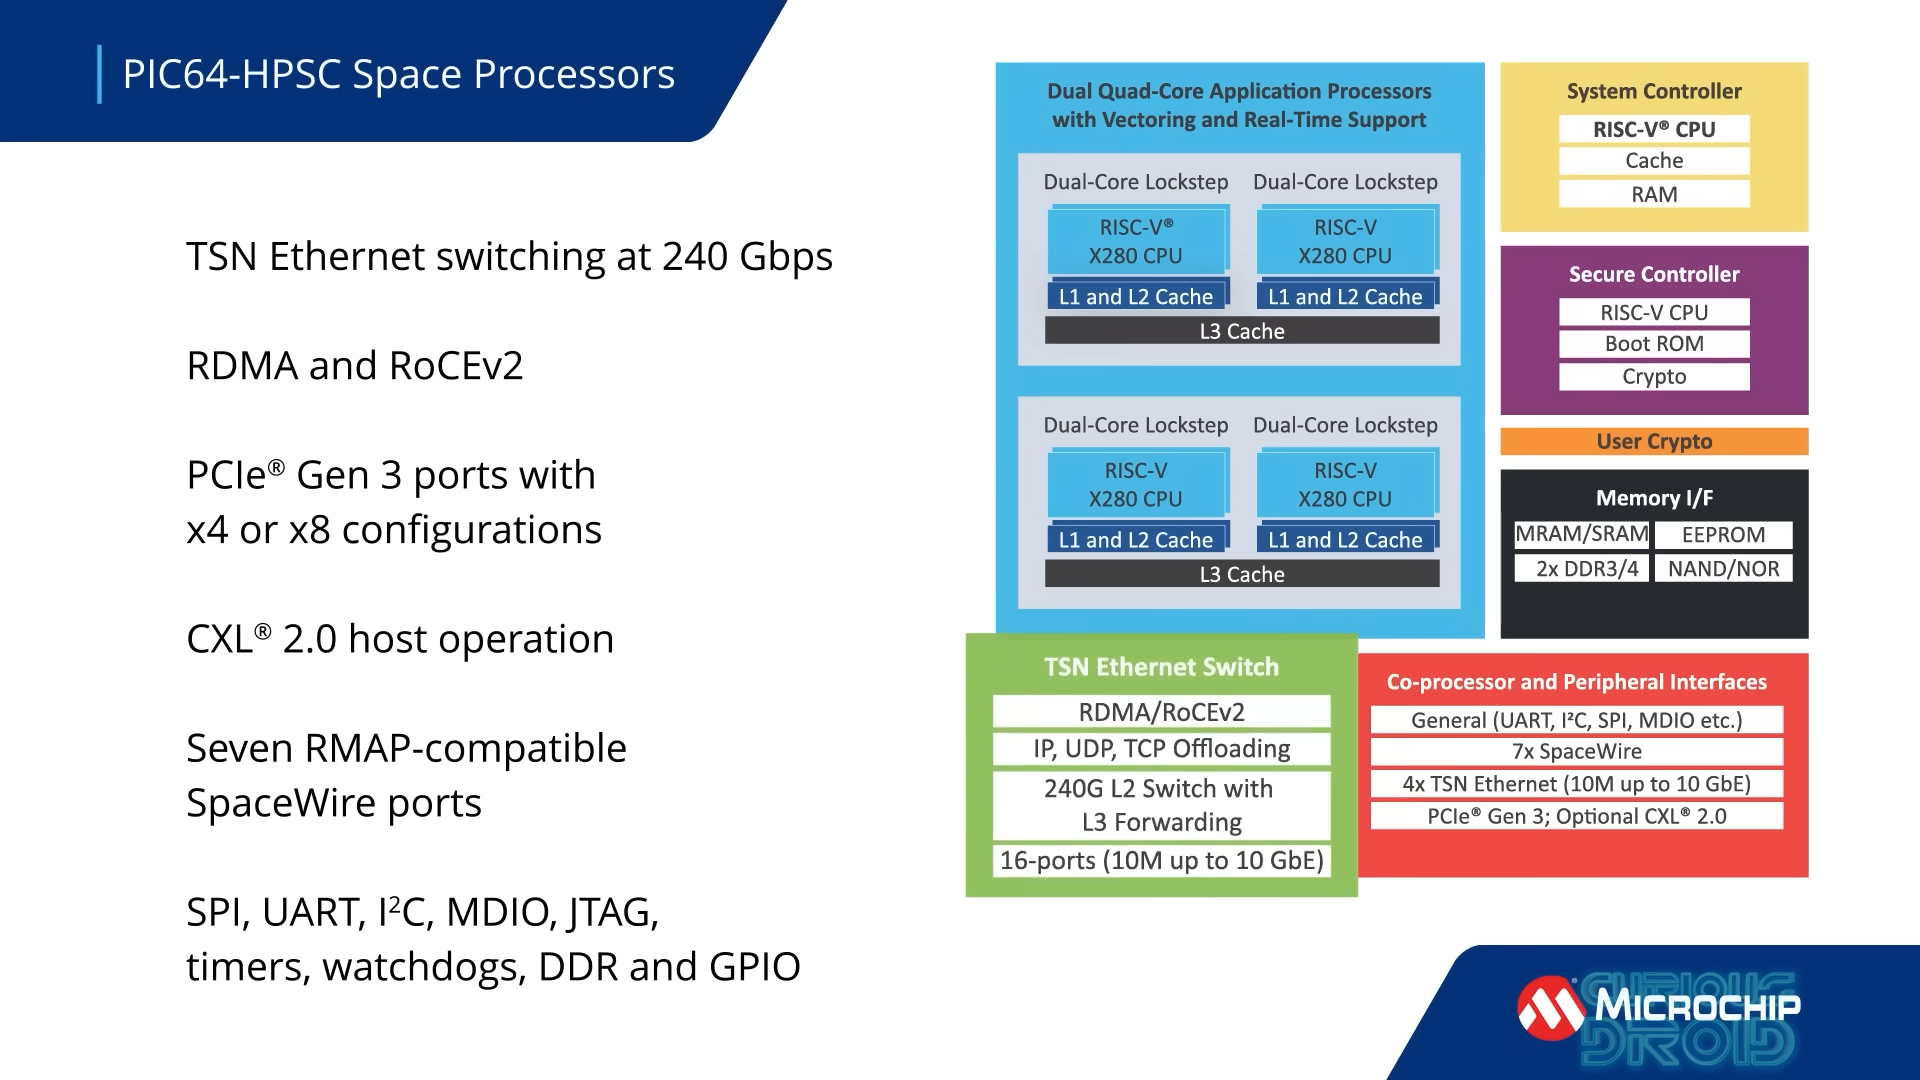 PIC64-HPSC Space Processors
TSN Ethernet switching at 240 Gbps
RDMA and RoCEv2
PCIe® Gen 3 ports with
x4 or x8 configurations
CXL® 2.0 host operation
Seven RMAP-compatible
SpaceWire ports
SPI, UART, I²C, MDIO, JTAG,
timers, watchdogs, DDR and GPIO
Dual Quad-Core Application Processors
with Vectoring and Real-Time Support
Dual-Core Lockstep
RISC-V®
X280 CPU
L1 and L2 Cache
Dual-Core Lockstep
RISC-V
X280 CPU
L1 and L2 Cache
L3 Cache
Dual-Core Lockstep
RISC-V
X280 CPU
L1 and L2 Cache
Dual-Core Lockstep
RISC-V
X280 CPU
L1 and L2 Cache
L3 Cache
System Controller
RISC-V® CPU
Cache
RAM
Secure Controller
RISC-V CPU
Boot ROM
Crypto
User Crypto
Memory I/F
MRAM/SRAM
EEPROM
2x DDR3/4
NAND/NOR
TSN Ethernet Switch
RDMA/RoCEv2
IP, UDP, TCP Offloading
240G L2 Switch with
L3 Forwarding
16-ports (10M up to 10 GbE)
Co-processor and Peripheral Interfaces
General (UART, I²C, SPI, MDIO etc.)
7x SpaceWire
4x TSN Ethernet (10M up to 10 GbE)
PCIe® Gen 3; Optional CXL® 2.0
CURIOUS
MICROCHIP
DROID